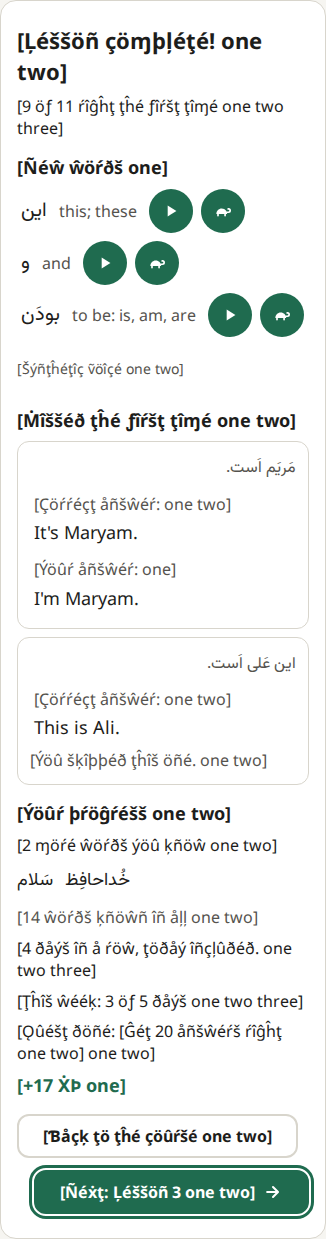 [Ļéššöñ çömþļéţé! one
two]
[9 öƒ 11 ŕîĝĥţ ţĥé ƒîŕšţ ţîɱé one two
three]
[Ñéŵ ŵöŕðš one]
این this; these
و and
بودَن to be: is, am, are
[Šýñţĥéţîç ṽöîçé one two]
[Ṁîššéð ţĥé ƒîŕšţ ţîɱé one two]
مَریَم اَست.
[Çöŕŕéçţ åñšŵéŕ: one two]
It's Maryam.
[Ýöûŕ åñšŵéŕ: one]
I'm Maryam.
این عَلی اَست.
[Çöŕŕéçţ åñšŵéŕ: one two]
This is Ali.
[Ýöû šķîþþéð ţĥîš öñé. one two]
[Ýöûŕ þŕöĝŕéšš one two]
[2 ɱöŕé ŵöŕðš ýöû ķñöŵ one two]
سَلام خُداحافِظ
[14 ŵöŕðš ķñöŵñ îñ åļļ one two]
[4 ðåýš îñ å ŕöŵ, ţöðåý îñçļûðéð. one
two three]
[Ţĥîš ŵééķ: 3 öƒ 5 ðåýš one two three]
[Ǫûéšţ ðöñé: [Ĝéţ 20 åñšŵéŕš ŕîĝĥţ
one two] one two]
[+17 ẊÞ one]
[Ɓåçķ ţö ţĥé çöûŕšé one two]
[Ñéẋţ: Ļéššöñ 3 one two] →